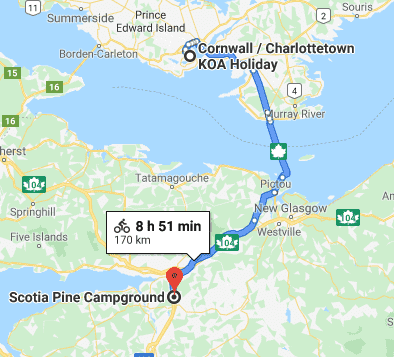 11
2
Summerside
Prince
Edward Island
Souris
Borden-Carleton
Cornwall / Charlottetown
KOA Holiday
15
16
4
16
Murray River
104
Tatamagouche
Pictou
Springhill
New Glasgow
104
Five Islands
Westville
8 h 51 min
170 km
104
Scotia Pine Campground